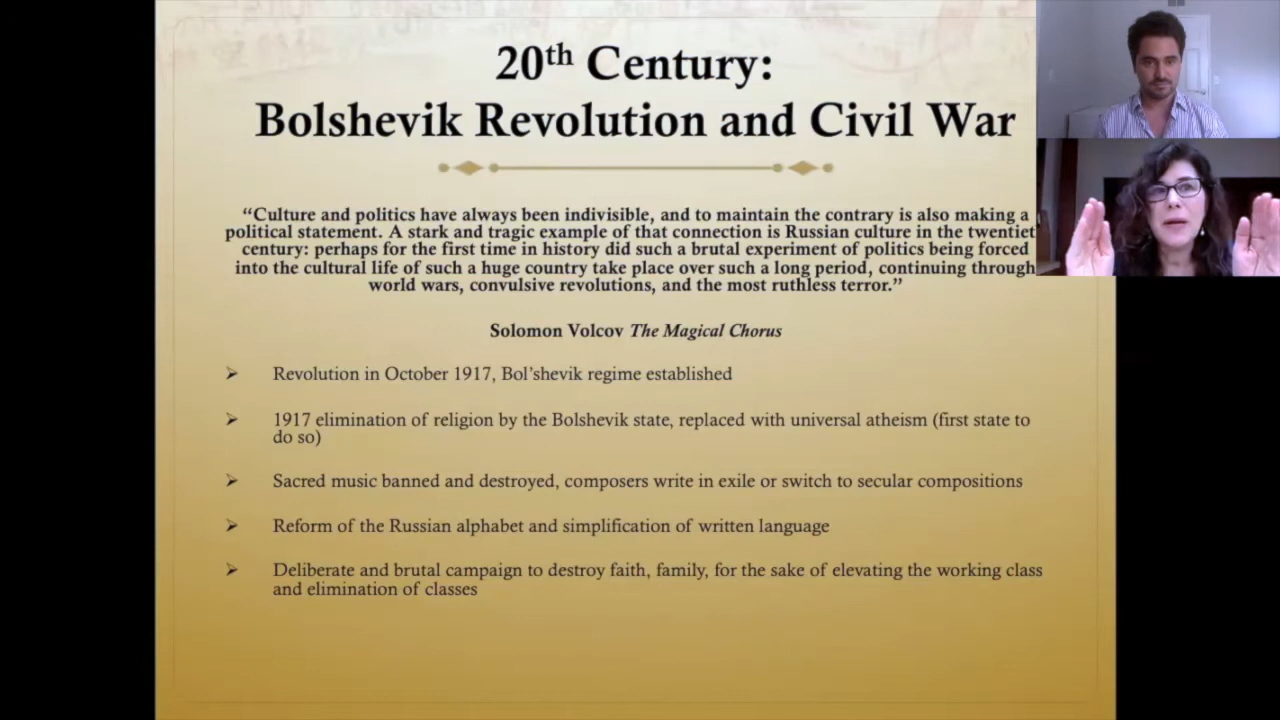 20th Century:
Bolshevik Revolution and Civil War
“Culture and politics have always been indivisible, and to maintain the contrary is also making a
political statement. A stark and tragic example of that connection is Russian culture in the twentiet
century: perhaps for the first time in history did such a brutal experiment of politics being forced
into the cultural life of such a huge country take place over such a long period, continuing through
world wars, convulsive revolutions, and the most ruthless terror.”
Solomon Volcov The Magical Chorus
➢ Revolution in October 1917, Bol’shevik regime established
➢ 1917 elimination of religion by the Bolshevik state, replaced with universal atheism (first state to
do so)
➢ Sacred music banned and destroyed, composers write in exile or switch to secular compositions
➢ Reform of the Russian alphabet and simplification of written language
➢ Deliberate and brutal campaign to destroy faith, family, for the sake of elevating the working class
and elimination of classes